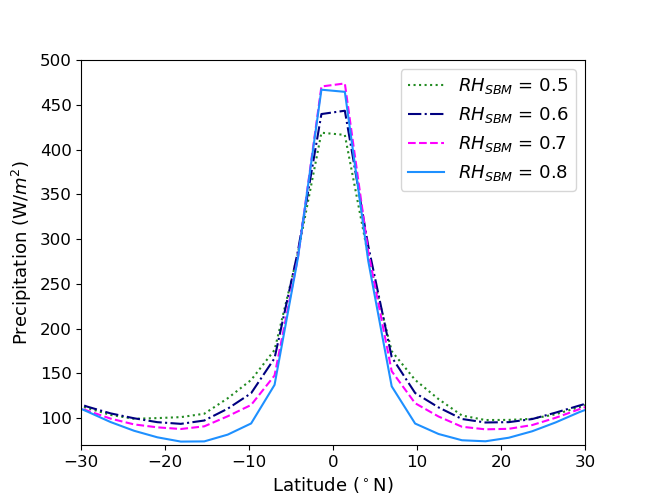 500
450
400
350
300
250
200
150
100
Precipitation (W/m²)
RH_SBM = 0.5
RH_SBM = 0.6
RH_SBM = 0.7
RH_SBM = 0.8
−30 −20 −10 0 10 20 30
Latitude (°N)